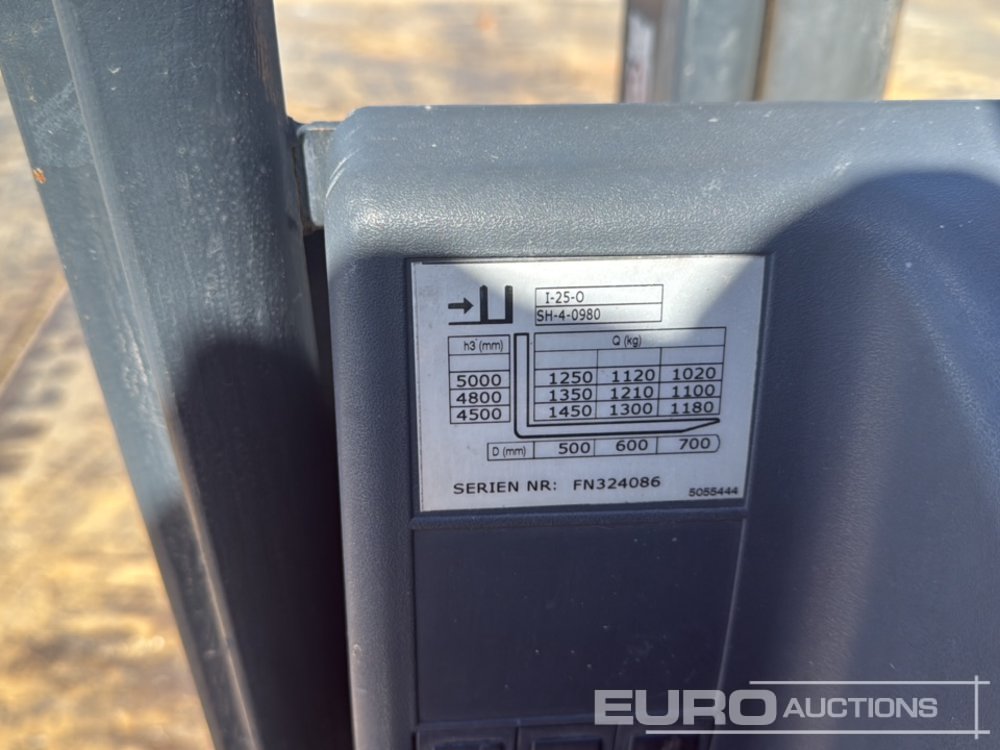 I-25-O
SH-4-0980
h3 (mm) Q (kg)
5000 1250 1120 1020
4800 1350 1210 1100
4500 1450 1300 1180
D (mm) 500 600 700
SERIEN NR: FN324086
5055444
EURO AUCTIONS